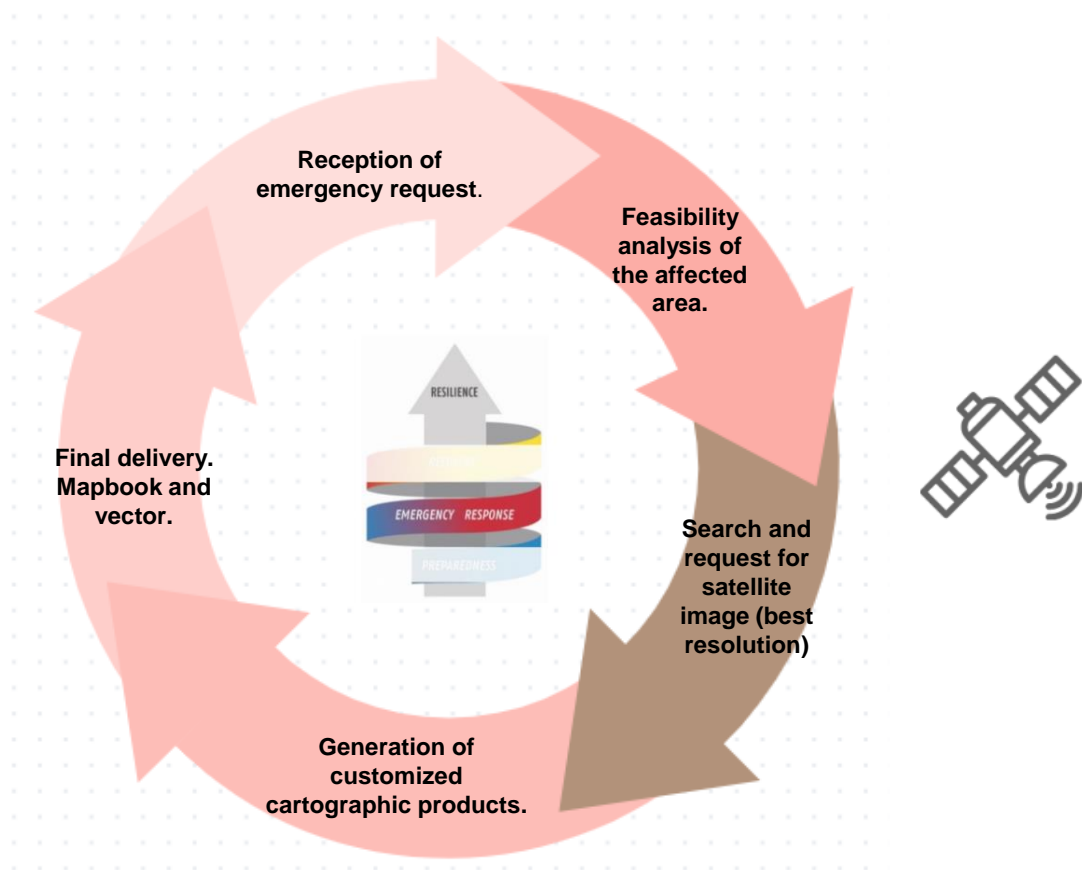 Reception of
emergency request.
Feasibility
analysis of
the affected
area.
Search and
request for
satellite
image (best
resolution)
Generation of
customized
cartographic products.
Final delivery.
Mapbook and
vector.
RESILIENCE
EMERGENCY RESPONSE
PREPAREDNESS